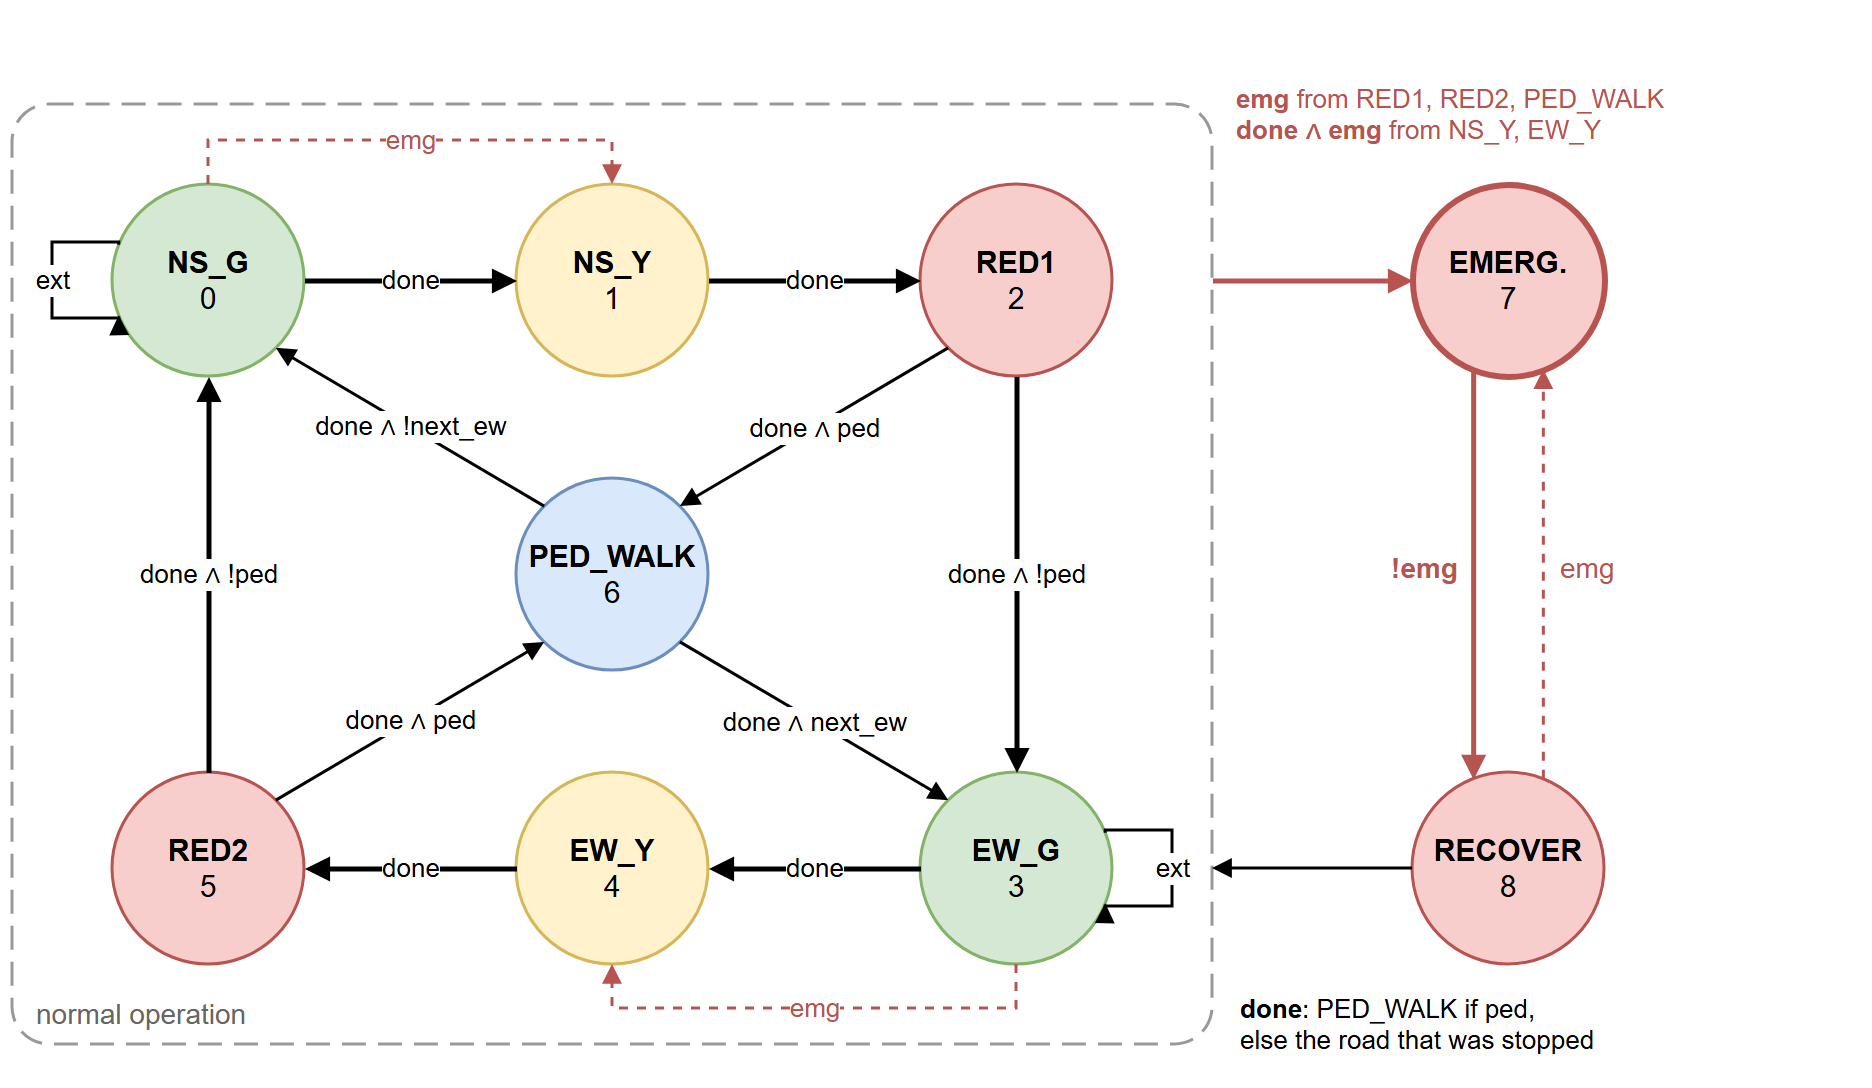 emg from RED1, RED2, PED_WALK
done ∧ emg from NS_Y, EW_Y
emg
NS_G
0
NS_Y
1
RED1
2
EMERG.
7
ext
done
done
done ∧ !next_ew
done ∧ ped
PED_WALK
6
done ∧ !ped
done ∧ !ped
!emg
emg
done ∧ ped
done ∧ next_ew
RED2
5
EW_Y
4
EW_G
3
RECOVER
8
done
done
ext
emg
normal operation
done: PED_WALK if ped,
else the road that was stopped